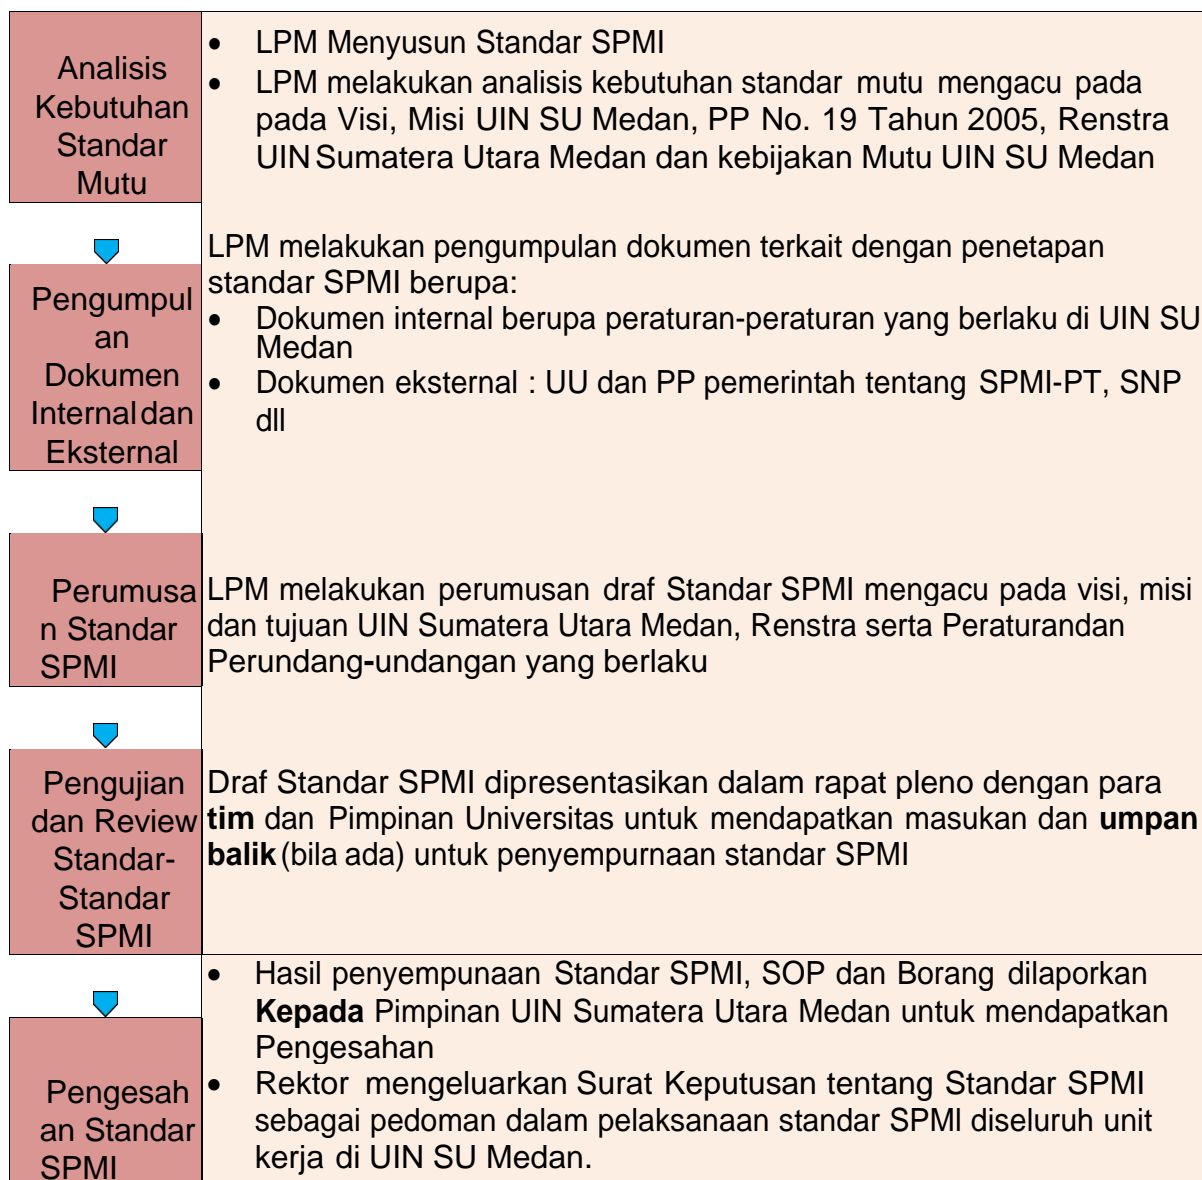 Analisis
Kebutuhan
Standar
Mutu
• LPM Menyusun Standar SPMI
• LPM melakukan analisis kebutuhan standar mutu mengacu pada
pada Visi, Misi UIN SU Medan, PP No. 19 Tahun 2005, Renstra
UIN Sumatera Utara Medan dan kebijakan Mutu UIN SU Medan
Pengumpul
an
Dokumen
Internal dan
Eksternal
LPM melakukan pengumpulan dokumen terkait dengan penetapan
standar SPMI berupa:
• Dokumen internal berupa peraturan-peraturan yang berlaku di UIN SU
Medan
• Dokumen eksternal : UU dan PP pemerintah tentang SPMI-PT, SNP
dll
Perumusa
n Standar
SPMI
LPM melakukan perumusan draf Standar SPMI mengacu pada visi, misi
dan tujuan UIN Sumatera Utara Medan, Renstra serta Peraturandan
Perundang-undangan yang berlaku
Pengujian
dan Review
Standar-
Standar
SPMI
Draf Standar SPMI dipresentasikan dalam rapat pleno dengan para
tim dan Pimpinan Universitas untuk mendapatkan masukan dan umpan
balik (bila ada) untuk penyempurnaan standar SPMI
Pengesah
an Standar
SPMI
• Hasil penyempunaan Standar SPMI, SOP dan Borang dilaporkan
Kepada Pimpinan UIN Sumatera Utara Medan untuk mendapatkan
Pengesahan
• Rektor mengeluarkan Surat Keputusan tentang Standar SPMI
sebagai pedoman dalam pelaksanaan standar SPMI diseluruh unit
kerja di UIN SU Medan.